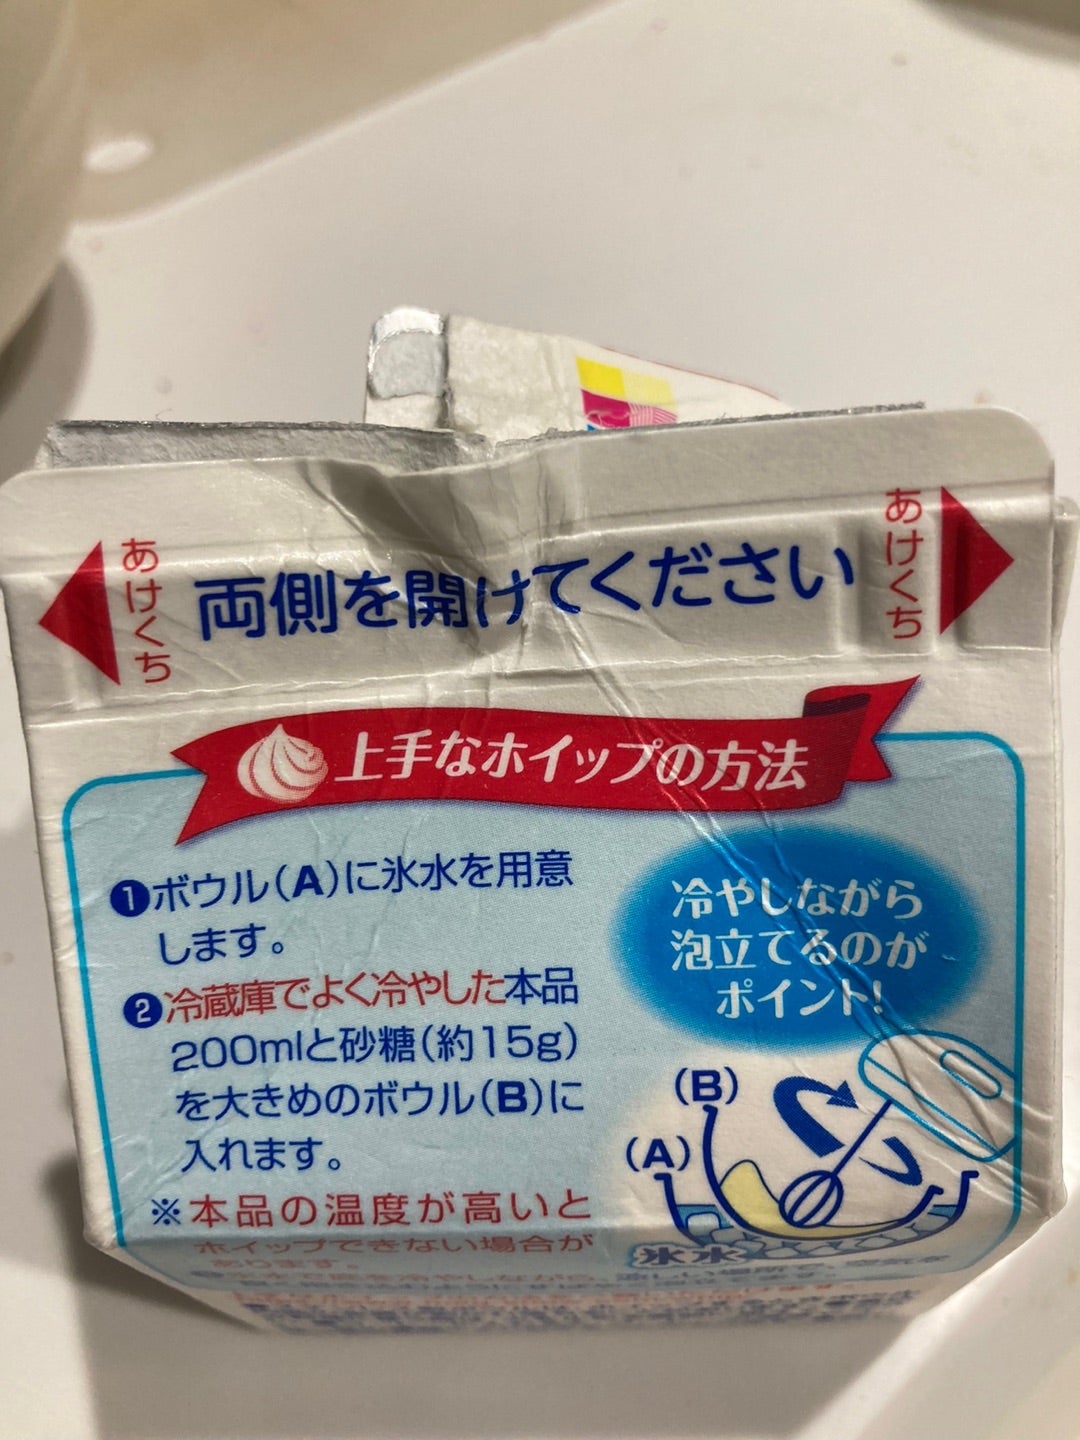 あけくち
両側を開けてください
あけくち
上手なホイップの方法
❶ボウル（A）に氷水を用意
します。
❷冷蔵庫でよく冷やした本品
200mlと砂糖（約15g）
を大きめのボウル（B）に
入れます。
※本品の温度が高いと
ホイップできない場合が
あります。
冷やしながら
泡立てるのが
ポイント！
（B）
（A）
氷水